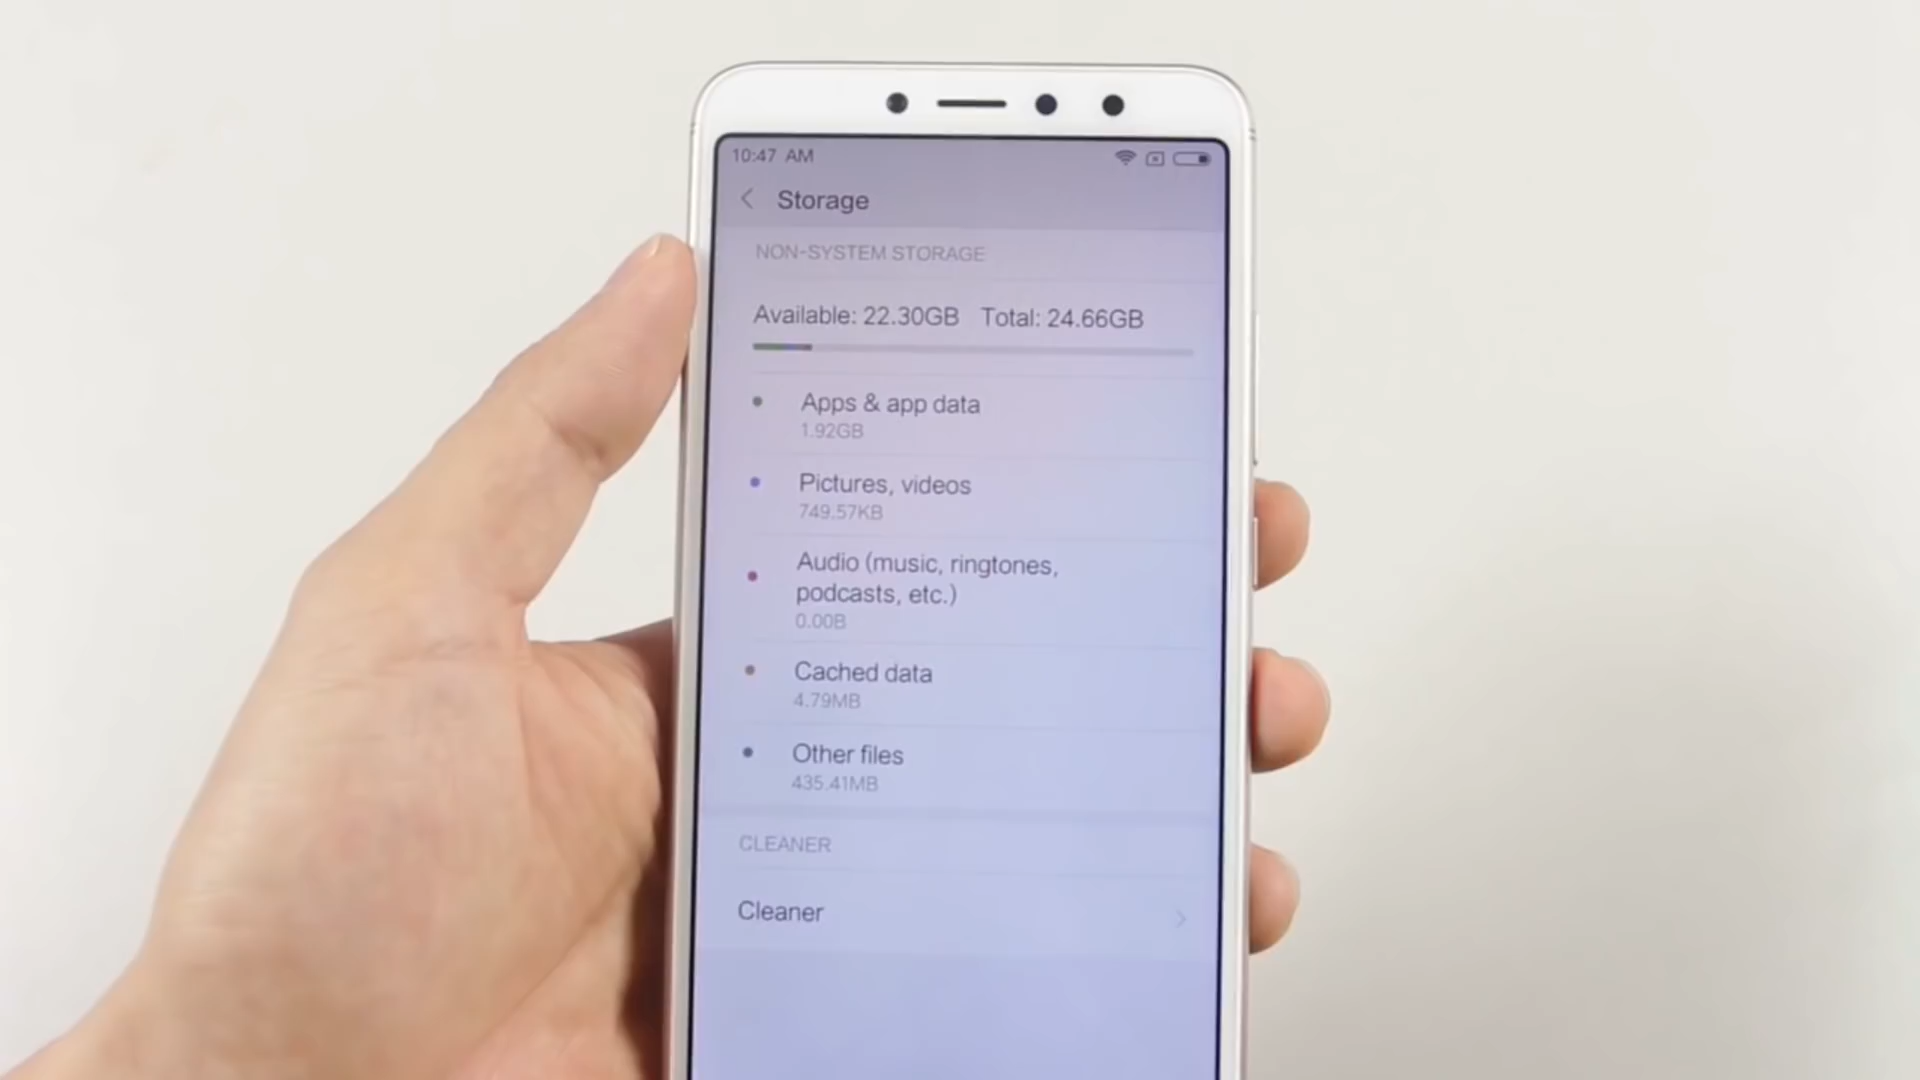 10:47 AM
Storage
NON-SYSTEM STORAGE
Available: 22.30GB Total: 24.66GB
Apps & app data
1.92GB
Pictures, videos
749.57KB
Audio (music, ringtones,
podcasts, etc.)
0.00B
Cached data
4.79MB
Other files
435.41MB
CLEANER
Cleaner